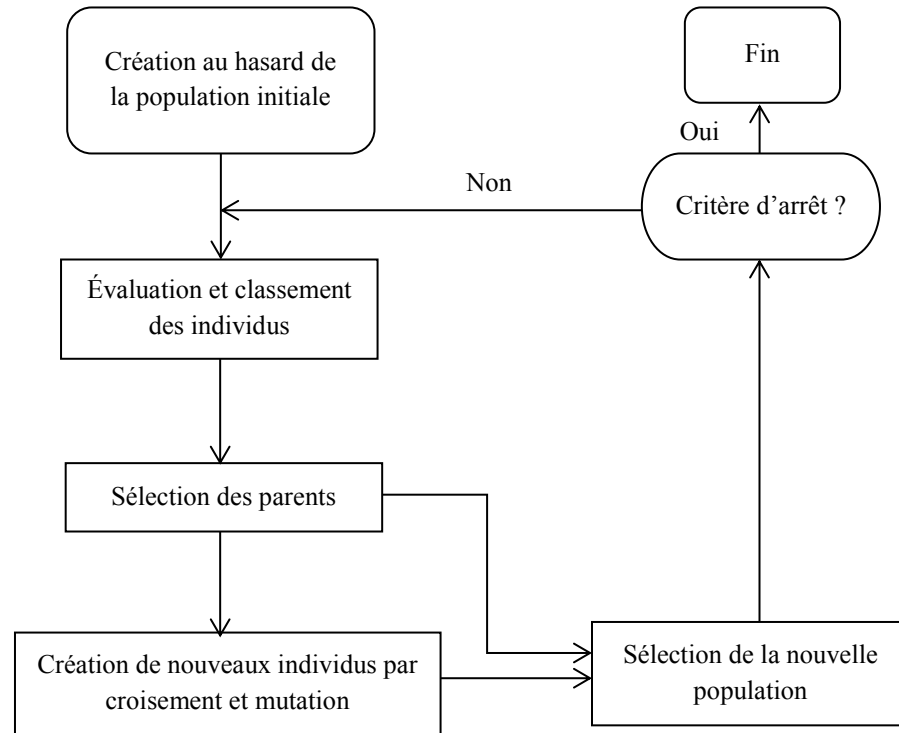 Création au hasard de
la population initiale
Fin
Oui
Non
Critère d’arrêt ?
Évaluation et classement
des individus
Sélection des parents
Création de nouveaux individus par
croisement et mutation
Sélection de la nouvelle
population